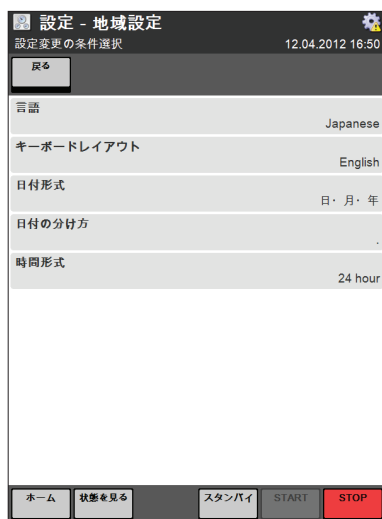 設定 - 地域設定
設定変更の条件選択 12.04.2012 16:50
戻る
言語
Japanese
キーボードレイアウト
English
日付形式
日・月・年
日付の分け方
.
時間形式
24 hour
ホーム 状態を見る スタンバイ START STOP